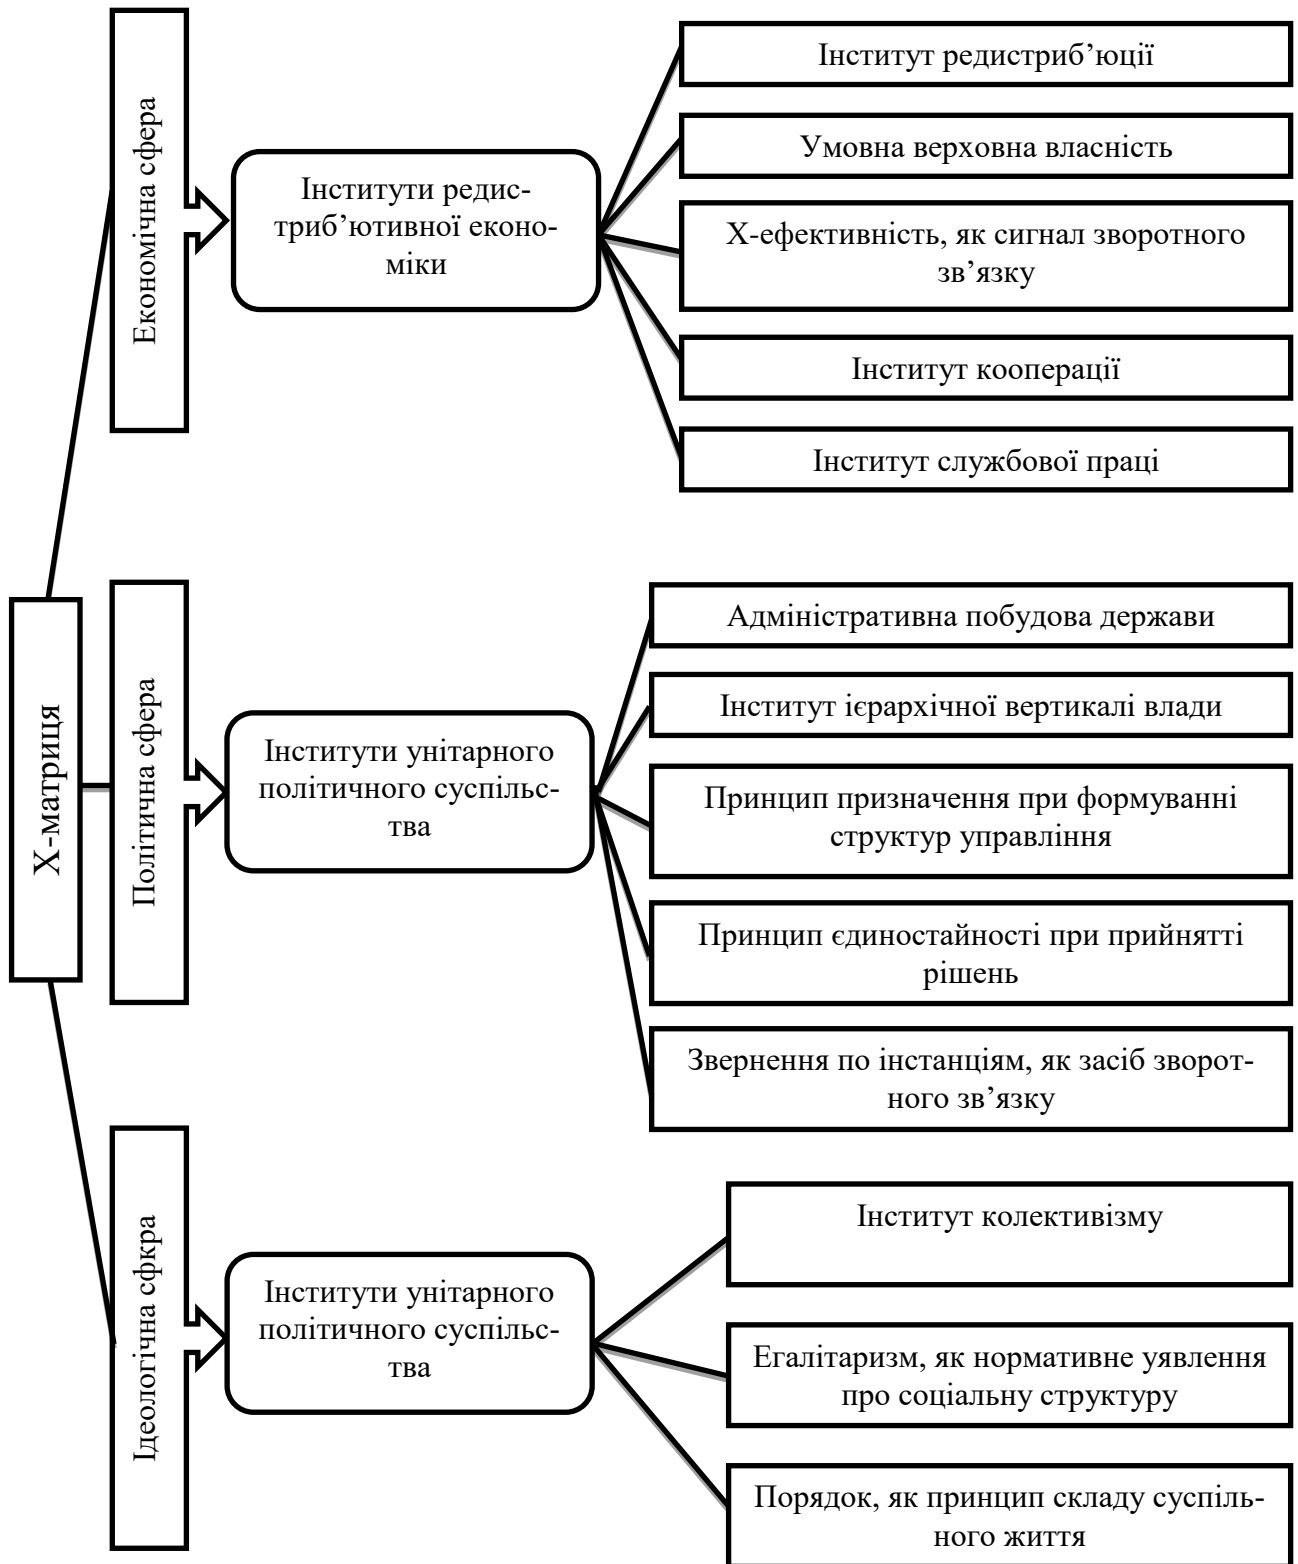 Х-матриця
Економічна сфера
Інститути редис-
триб’ютивної еконо-
міки
Інститут редистриб’юції
Умовна верховна власність
Х-ефективність, як сигнал зворотного
зв’язку
Інститут кооперації
Інститут службової праці
Політична сфера
Інститути унітарного
політичного суспільс-
тва
Адміністративна побудова держави
Інститут ієрархічної вертикалі влади
Принцип призначення при формуванні
структур управління
Принцип єдиностайності при прийнятті
рішень
Звернення по інстанціям, як засіб зворот-
ного зв’язку
Ідеологічна сфкра
Інститути унітарного
політичного суспільс-
тва
Інститут колективізму
Егалітаризм, як нормативне уявлення
про соціальну структуру
Порядок, як принцип складу суспіль-
ного життя